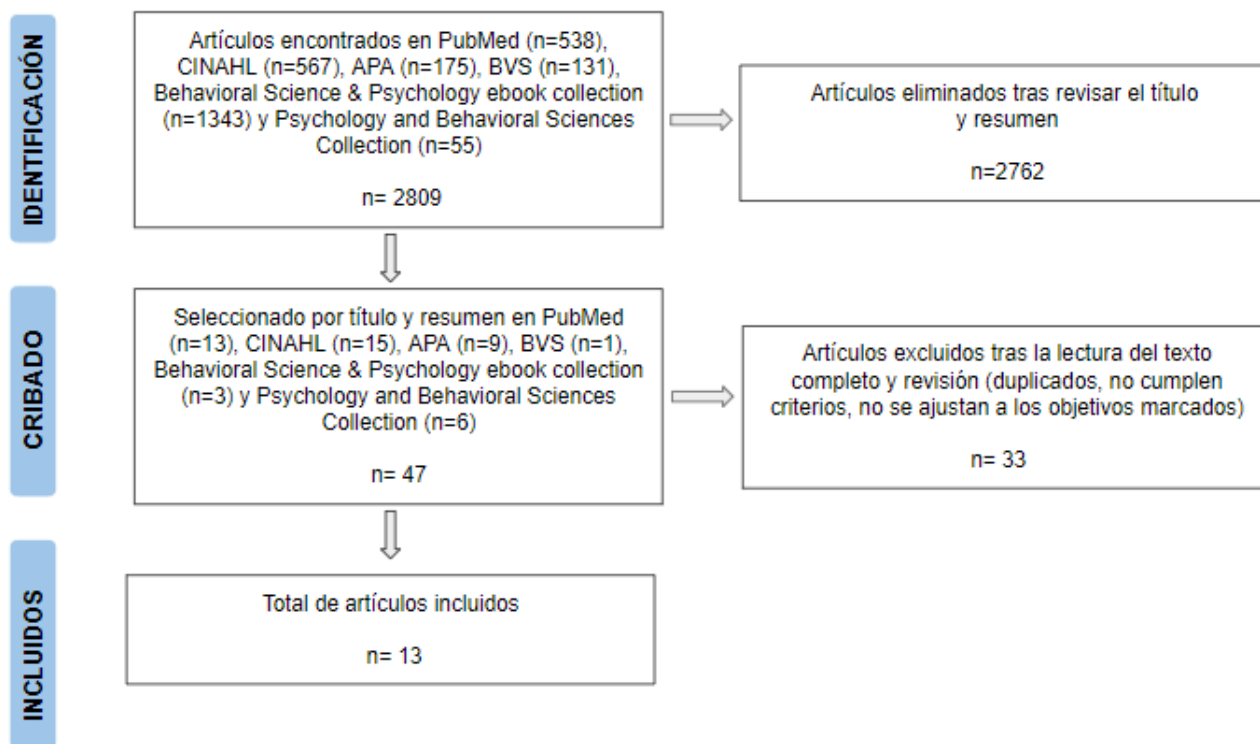 IDENTIFICACIÓN
Artículos encontrados en PubMed (n=538),
CINAHL (n=567), APA (n=175), BVS (n=131),
Behavioral Science & Psychology ebook collection
(n=1343) y Psychology and Behavioral Sciences
Collection (n=55)
n= 2809
Artículos eliminados tras revisar el título
y resumen
n=2762
CRIBADO
Seleccionado por título y resumen en PubMed
(n=13), CINAHL (n=15), APA (n=9), BVS (n=1),
Behavioral Science & Psychology ebook collection
(n=3) y Psychology and Behavioral Sciences
Collection (n=6)
n= 47
Artículos excluidos tras la lectura del texto
completo y revisión (duplicados, no cumplen
criterios, no se ajustan a los objetivos marcados)
n= 33
INCLUIDOS
Total de artículos incluidos
n= 13